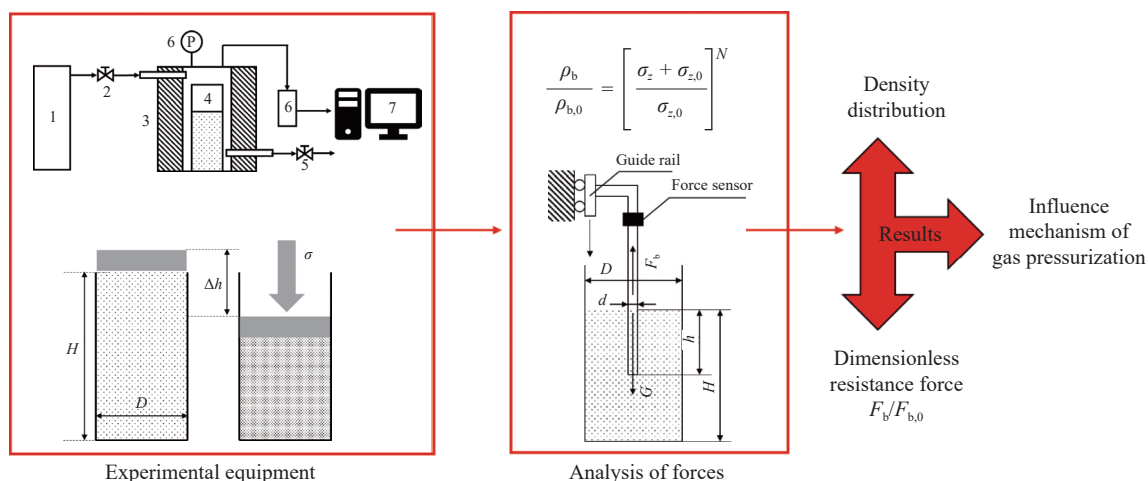 6
P
1
2
3
4
6
7
5
σ
Δh
H
D
Experimental equipment
ρb/ρb,0 = [(σz + σz,0)/σz,0]^N
Guide rail
Force sensor
Fb
D
d
h
H
G
Analysis of forces
Density
distribution
Results
Influence
mechanism of
gas pressurization
Dimensionless
resistance force
Fb/Fb,0